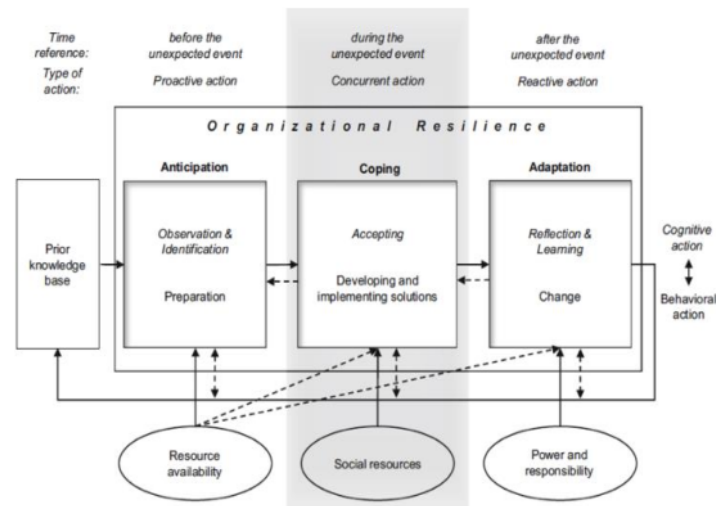 Time reference:
before the unexpected event
during the unexpected event
after the unexpected event
Type of action:
Proactive action
Concurrent action
Reactive action
Organizational Resilience
Anticipation
Coping
Adaptation
Prior
knowledge
base
Observation &
Identification
Preparation
Accepting
Developing and
implementing solutions
Reflection &
Learning
Change
Cognitive
action
Behavioral
action
Resource
availability
Social resources
Power and
responsibility